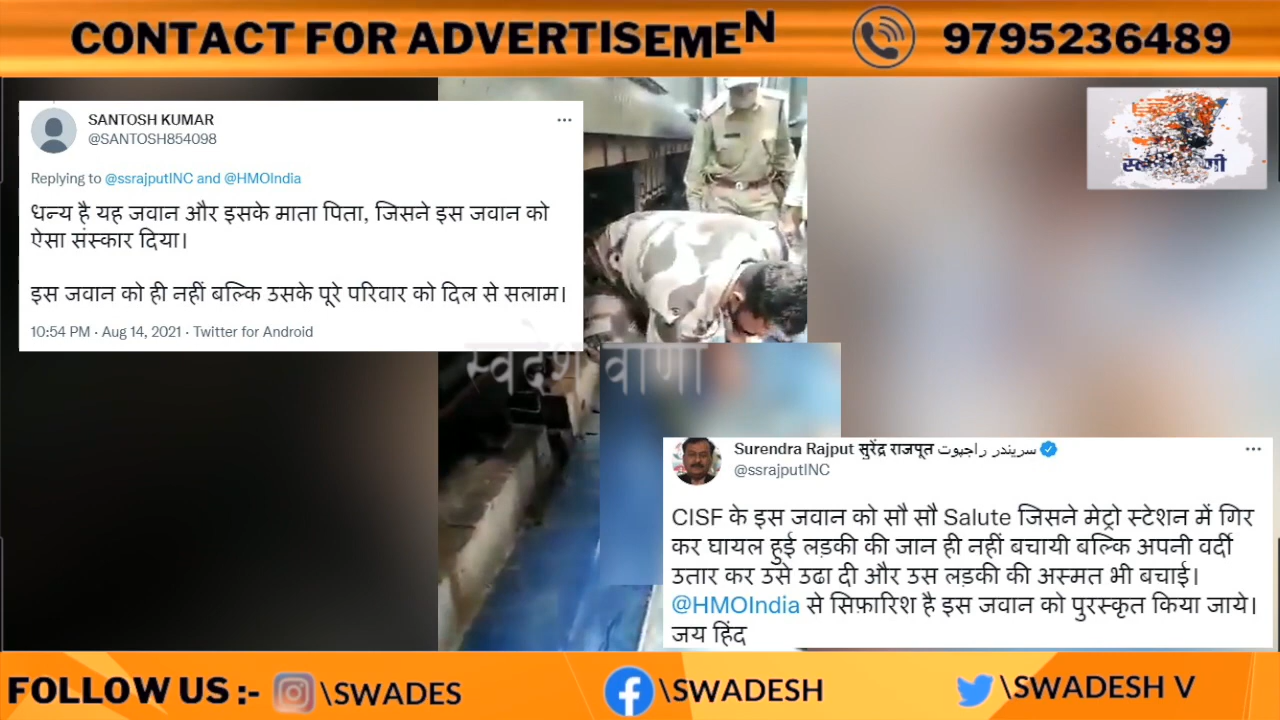 CONTACT FOR ADVERTISEMEN
9795236489
SANTOSH KUMAR
@SANTOSH854098
Replying to @ssrajputINC and @HMOIndia
धन्य है यह जवान और इसके माता पिता, जिसने इस जवान को
ऐसा संस्कार दिया।
इस जवान को ही नहीं बल्कि उसके पूरे परिवार को दिल से सलाम।
10:54 PM · Aug 14, 2021 · Twitter for Android
स्वदेश वाणी
Surendra Rajput सुरेंद्र राजपूत سریندر راجپوت
@ssrajputINC
CISF के इस जवान को सौ सौ Salute जिसने मेट्रो स्टेशन में गिर
कर घायल हुई लड़की की जान ही नहीं बचायी बल्कि अपनी वर्दी
उतार कर उसे उढा दी और उस लड़की की अस्मत भी बचाई।
@HMOIndia से सिफ़ारिश है इस जवान को पुरस्कृत किया जाये।
जय हिंद
FOLLOW US :-
\SWADES
\SWADESH
\SWADESH V